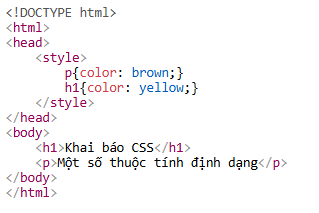 <!DOCTYPE html>
<html>
<head>
    <style>
        p{color: brown;}
        h1{color: yellow;}
    </style>
</head>
<body>
    <h1>Khai báo CSS</h1>
    <p>Một số thuộc tính định dạng</p>
</body>
</html>